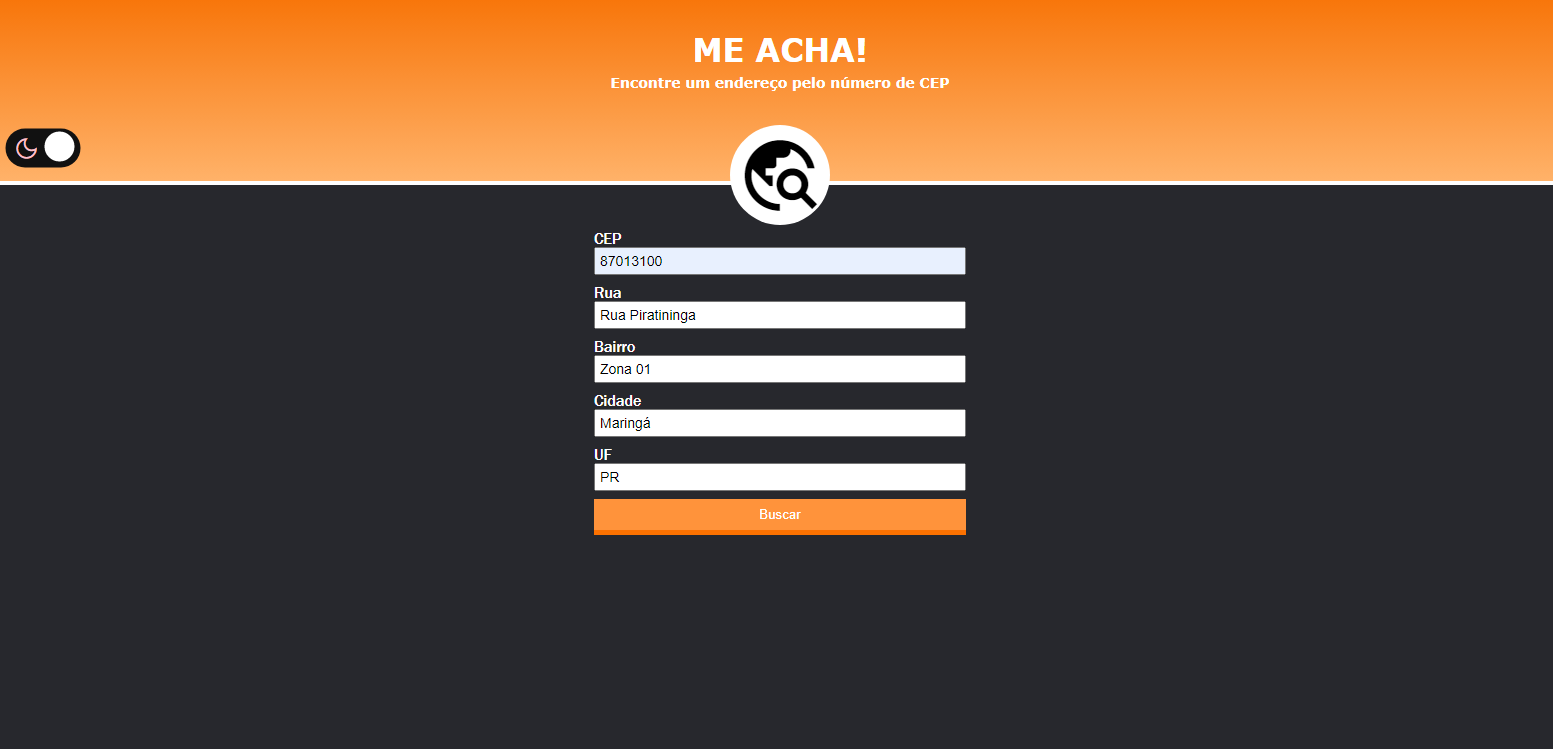 ME ACHA!
Encontre um endereço pelo número de CEP
CEP
87013100
Rua
Rua Piratininga
Bairro
Zona 01
Cidade
Maringá
UF
PR
Buscar